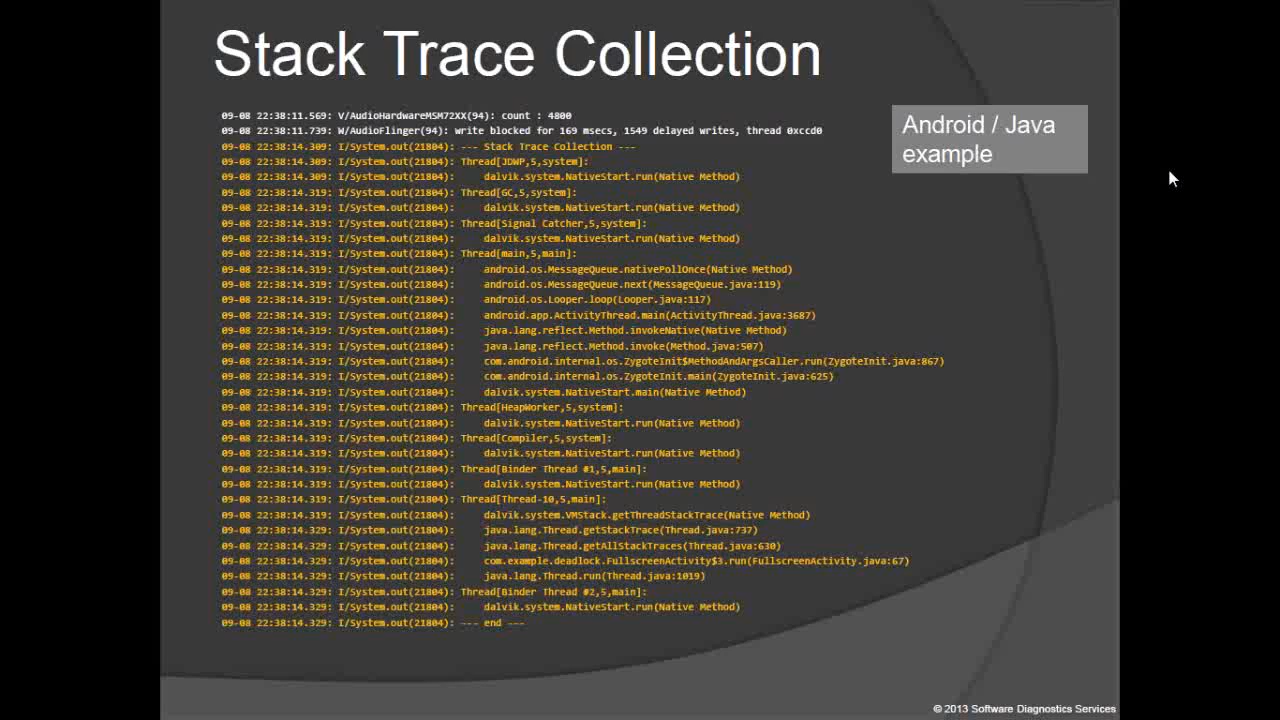 Stack Trace Collection
Android / Java
example
09-08 22:38:11.569: V/AudioHardwareMSM72XX(94): count : 4800
09-08 22:38:11.739: W/AudioFlinger(94): write blocked for 169 msecs, 1549 delayed writes, thread 0xccd0
09-08 22:38:14.309: I/System.out(21804): --- Stack Trace Collection ---
09-08 22:38:14.309: I/System.out(21804): Thread[JDWP,5,system]:
09-08 22:38:14.309: I/System.out(21804):     dalvik.system.NativeStart.run(Native Method)
09-08 22:38:14.319: I/System.out(21804): Thread[GC,5,system]:
09-08 22:38:14.319: I/System.out(21804):     dalvik.system.NativeStart.run(Native Method)
09-08 22:38:14.319: I/System.out(21804): Thread[Signal Catcher,5,system]:
09-08 22:38:14.319: I/System.out(21804):     dalvik.system.NativeStart.run(Native Method)
09-08 22:38:14.319: I/System.out(21804): Thread[main,5,main]:
09-08 22:38:14.319: I/System.out(21804):     android.os.MessageQueue.nativePollOnce(Native Method)
09-08 22:38:14.319: I/System.out(21804):     android.os.MessageQueue.next(MessageQueue.java:119)
09-08 22:38:14.319: I/System.out(21804):     android.os.Looper.loop(Looper.java:117)
09-08 22:38:14.319: I/System.out(21804):     android.app.ActivityThread.main(ActivityThread.java:3687)
09-08 22:38:14.319: I/System.out(21804):     java.lang.reflect.Method.invokeNative(Native Method)
09-08 22:38:14.319: I/System.out(21804):     java.lang.reflect.Method.invoke(Method.java:507)
09-08 22:38:14.319: I/System.out(21804):     com.android.internal.os.ZygoteInit$MethodAndArgsCaller.run(ZygoteInit.java:867)
09-08 22:38:14.319: I/System.out(21804):     com.android.internal.os.ZygoteInit.main(ZygoteInit.java:625)
09-08 22:38:14.319: I/System.out(21804):     dalvik.system.NativeStart.main(Native Method)
09-08 22:38:14.319: I/System.out(21804): Thread[HeapWorker,5,system]:
09-08 22:38:14.319: I/System.out(21804):     dalvik.system.NativeStart.run(Native Method)
09-08 22:38:14.319: I/System.out(21804): Thread[Compiler,5,system]:
09-08 22:38:14.319: I/System.out(21804):     dalvik.system.NativeStart.run(Native Method)
09-08 22:38:14.319: I/System.out(21804): Thread[Binder Thread #1,5,main]:
09-08 22:38:14.319: I/System.out(21804):     dalvik.system.NativeStart.run(Native Method)
09-08 22:38:14.319: I/System.out(21804): Thread[Thread-10,5,main]:
09-08 22:38:14.319: I/System.out(21804):     dalvik.system.VMStack.getThreadStackTrace(Native Method)
09-08 22:38:14.329: I/System.out(21804):     java.lang.Thread.getStackTrace(Thread.java:737)
09-08 22:38:14.329: I/System.out(21804):     java.lang.Thread.getAllStackTraces(Thread.java:630)
09-08 22:38:14.329: I/System.out(21804):     com.example.deadlock.FullscreenActivity$3.run(FullscreenActivity.java:67)
09-08 22:38:14.329: I/System.out(21804):     java.lang.Thread.run(Thread.java:1019)
09-08 22:38:14.329: I/System.out(21804): Thread[Binder Thread #2,5,main]:
09-08 22:38:14.329: I/System.out(21804):     dalvik.system.NativeStart.run(Native Method)
09-08 22:38:14.329: I/System.out(21804): --- end ---
© 2013 Software Diagnostics Services